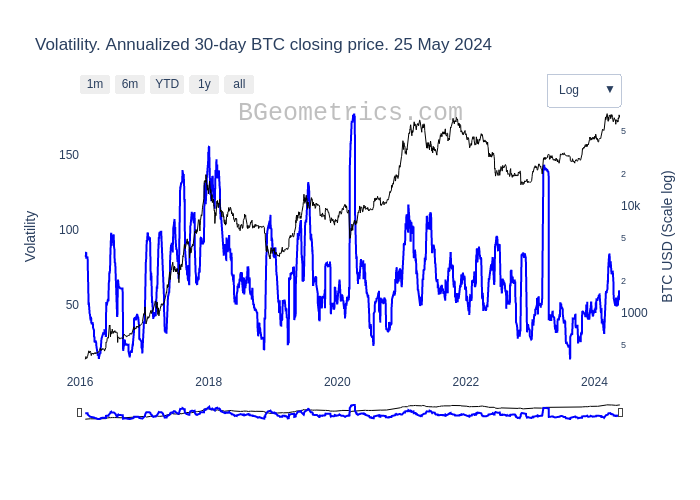 Volatility. Annualized 30-day BTC closing price. 25 May 2024
1m 6m YTD 1y all
Log ▼
BGeometrics.com
150
100
50
Volatility
5
2
10k
5
2
1000
5
BTC USD (Scale log)
2016 2018 2020 2022 2024